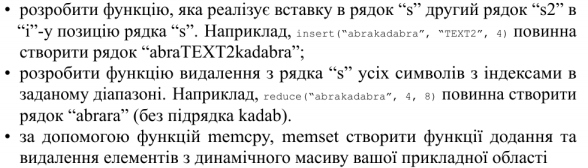 • розробити функцію, яка реалізує вставку в рядок “s” другий рядок “s2” в
“i”-у позицію рядка “s”. Наприклад, insert(“abrakadabra”, “TEXT2”, 4) повинна
створити рядок “abraTEXT2kadabra”;
• розробити функцію видалення з рядка “s” усіх символів з індексами в
заданому діапазоні. Наприклад, reduce(“abrakadabra”, 4, 8) повинна створити
рядок “abrara” (без підрядка kadab).
• за допомогою функцій memcpy, memset створити функції додання та
видалення елементів з динамічного масиву вашої прикладної області